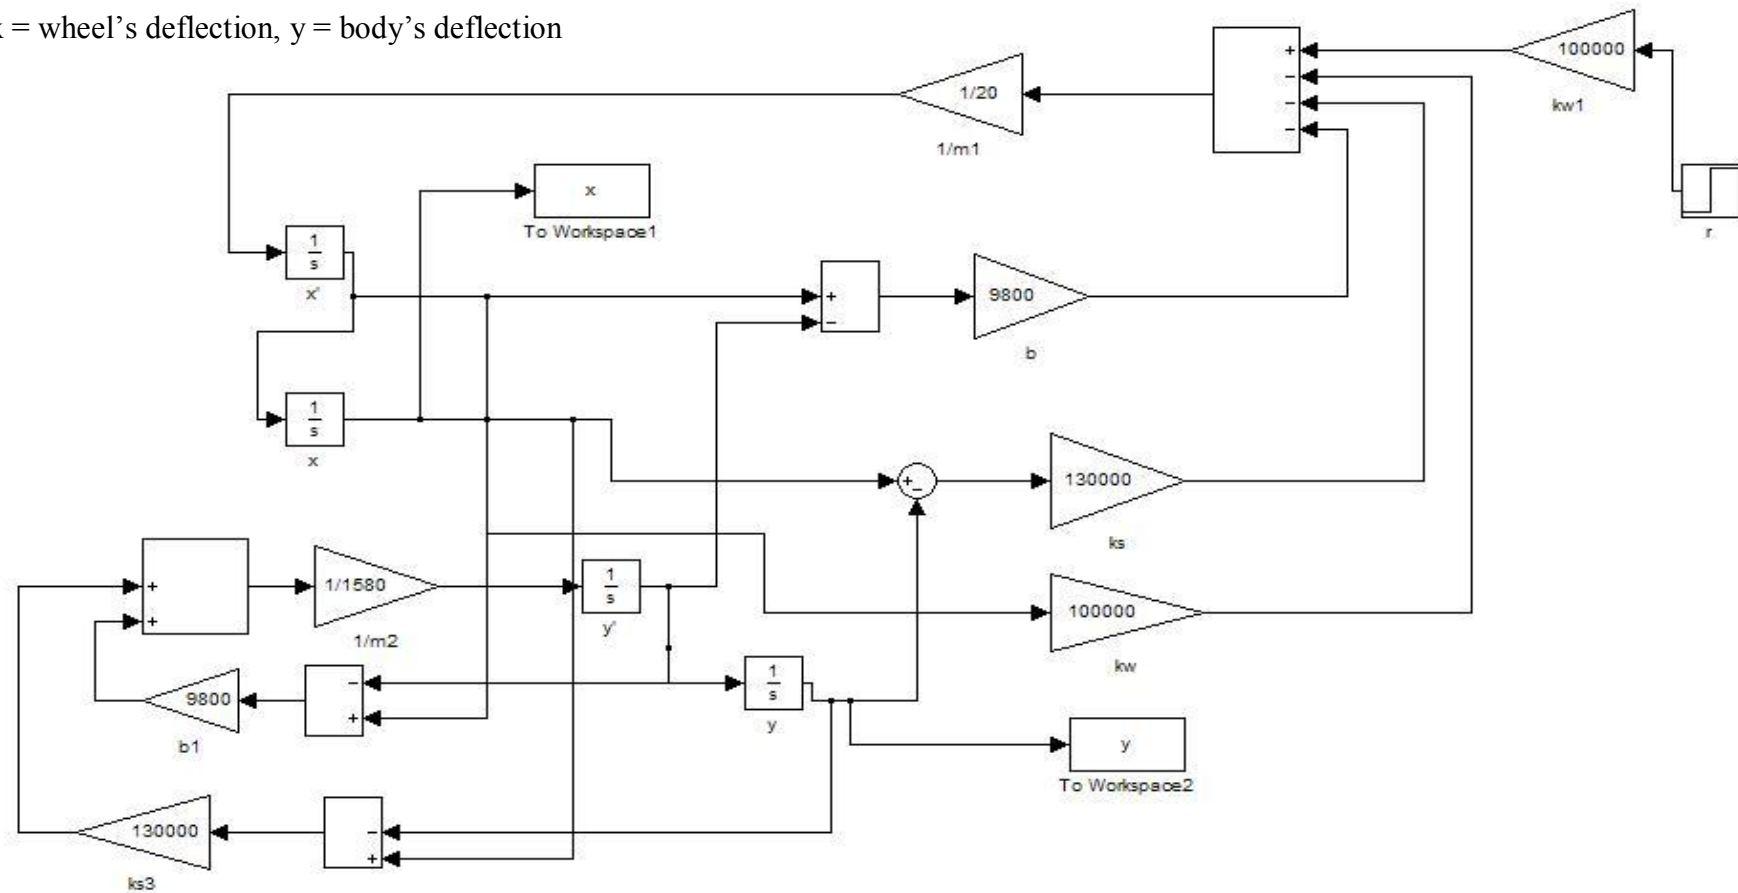 x = wheel’s deflection, y = body’s deflection
+
−
−
−
100000
kw1
1/20
1/m1
r
x
To Workspace1
1
s
x'
+
−
9800
b
1
s
x
+
−
130000
ks
+
+
1/1580
1/m2
1
s
y'
100000
kw
−
+
9800
b1
1
s
y
y
To Workspace2
130000
ks3
−
+